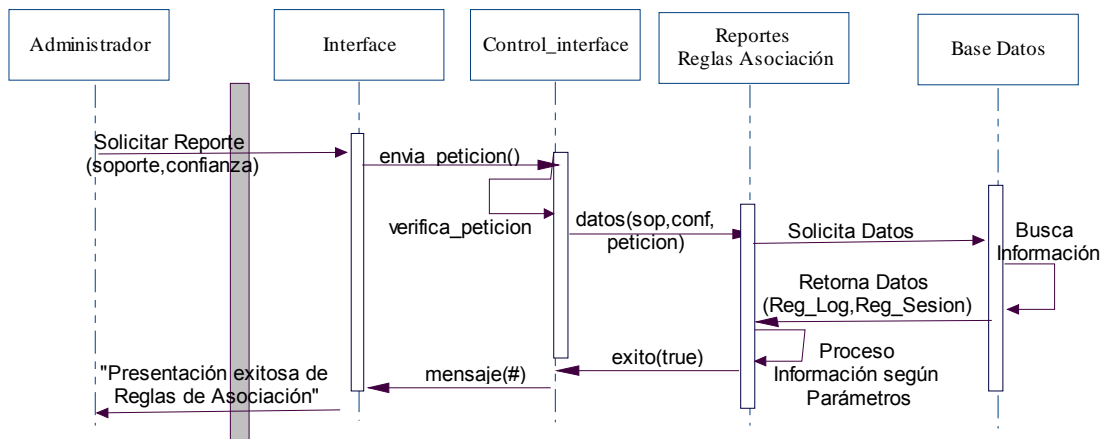 Administrador
Interface
Control_interface
Reportes
Reglas Asociación
Base Datos
Solicitar Reporte
(soporte,confianza)
envia_peticion()
verifica_peticion
datos(sop,conf,
peticion)
Solicita Datos
Busca
Información
Retorna Datos
(Reg_Log,Reg_Sesion)
Proceso
Información según
Parámetros
exito(true)
mensaje(#)
"Presentación exitosa de
Reglas de Asociación"